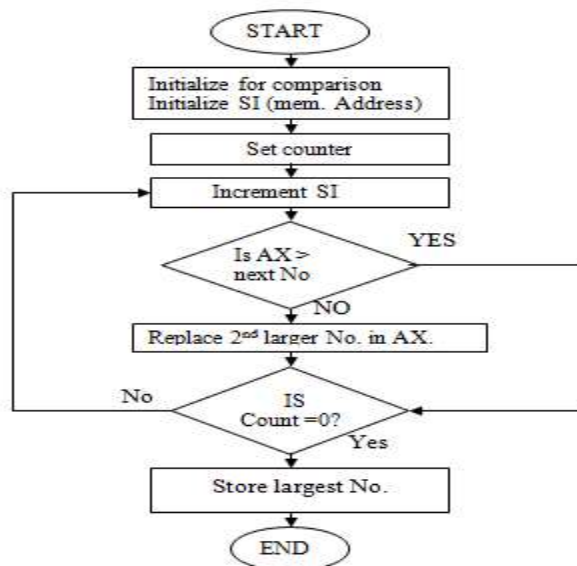 START
Initialize for comparison
Initialize SI (mem. Address)
Set counter
Increment SI
Is AX >
next No
YES
NO
Replace 2nd larger No. in AX.
No
IS
Count =0?
Yes
Store largest No.
END